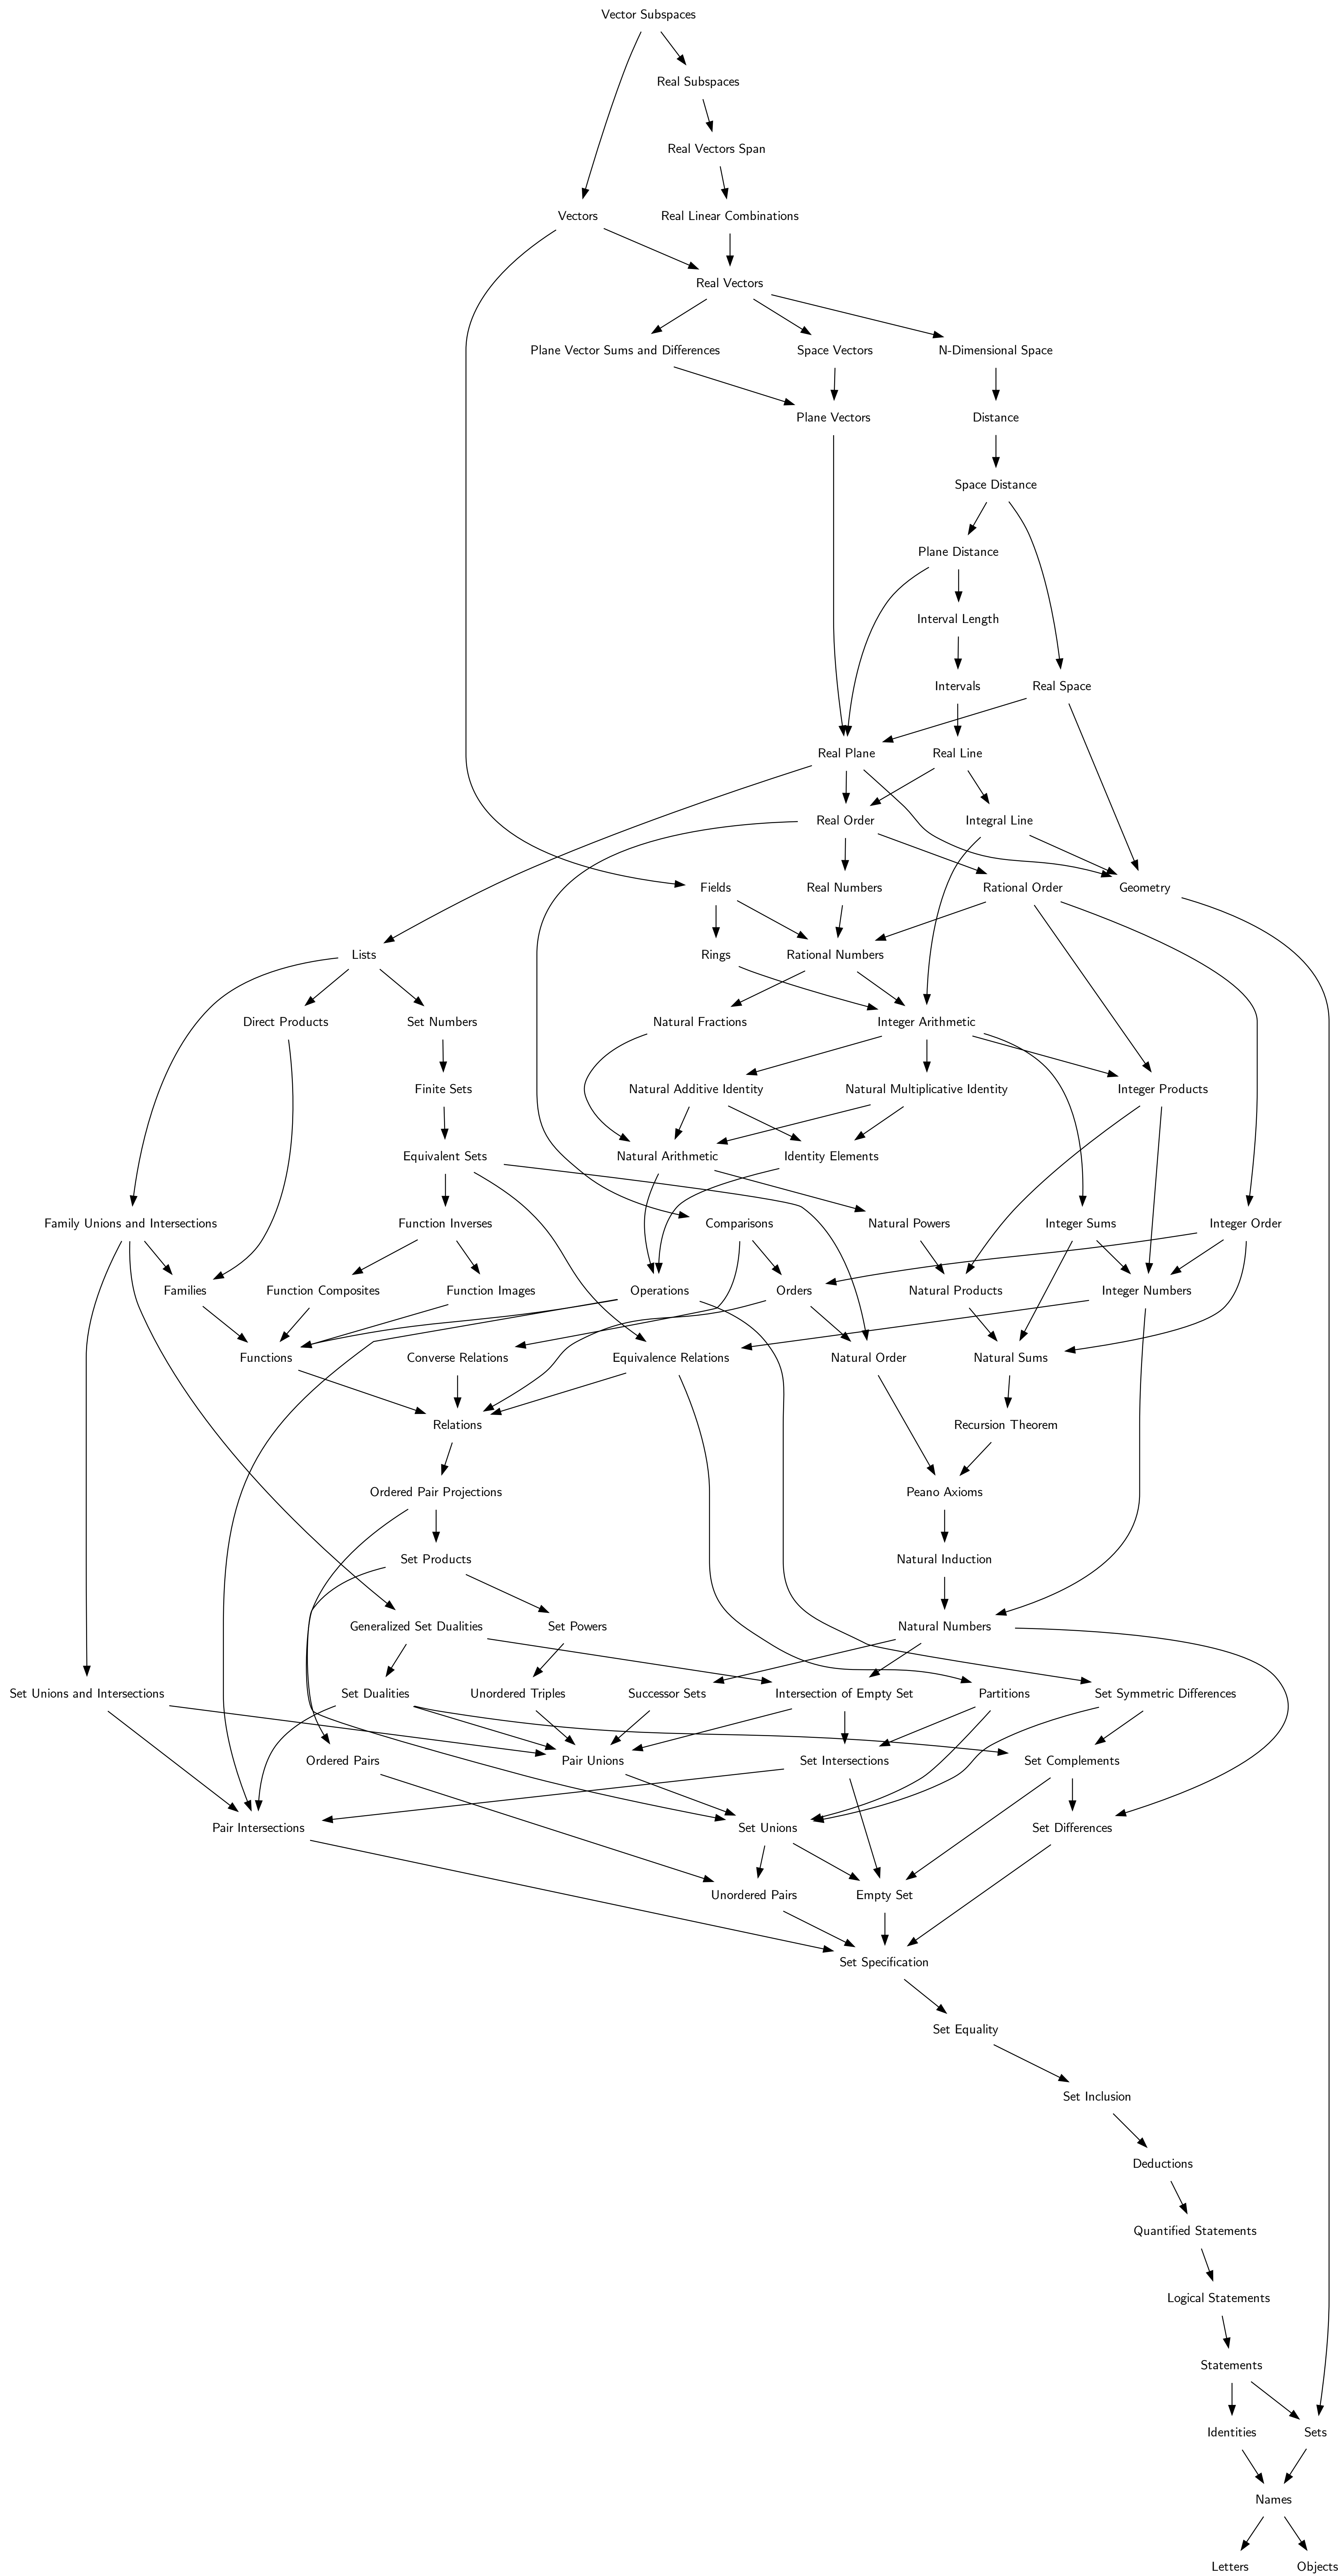 Vector Subspaces
Real Subspaces
Real Vectors Span
Vectors
Real Linear Combinations
Real Vectors
Plane Vector Sums and Differences
Space Vectors
N-Dimensional Space
Plane Vectors
Distance
Space Distance
Plane Distance
Interval Length
Intervals
Real Space
Real Plane
Real Line
Real Order
Integral Line
Fields
Real Numbers
Rational Order
Geometry
Lists
Rings
Rational Numbers
Direct Products
Set Numbers
Natural Fractions
Integer Arithmetic
Finite Sets
Natural Additive Identity
Natural Multiplicative Identity
Integer Products
Equivalent Sets
Natural Arithmetic
Identity Elements
Family Unions and Intersections
Function Inverses
Comparisons
Natural Powers
Integer Sums
Integer Order
Families
Function Composites
Function Images
Operations
Orders
Natural Products
Integer Numbers
Functions
Converse Relations
Equivalence Relations
Natural Order
Natural Sums
Relations
Recursion Theorem
Ordered Pair Projections
Peano Axioms
Set Products
Natural Induction
Generalized Set Dualities
Set Powers
Natural Numbers
Set Unions and Intersections
Set Dualities
Unordered Triples
Successor Sets
Intersection of Empty Set
Partitions
Set Symmetric Differences
Ordered Pairs
Pair Unions
Set Intersections
Set Complements
Pair Intersections
Set Unions
Set Differences
Unordered Pairs
Empty Set
Set Specification
Set Equality
Set Inclusion
Deductions
Quantified Statements
Logical Statements
Statements
Identities
Sets
Names
Letters
Objects